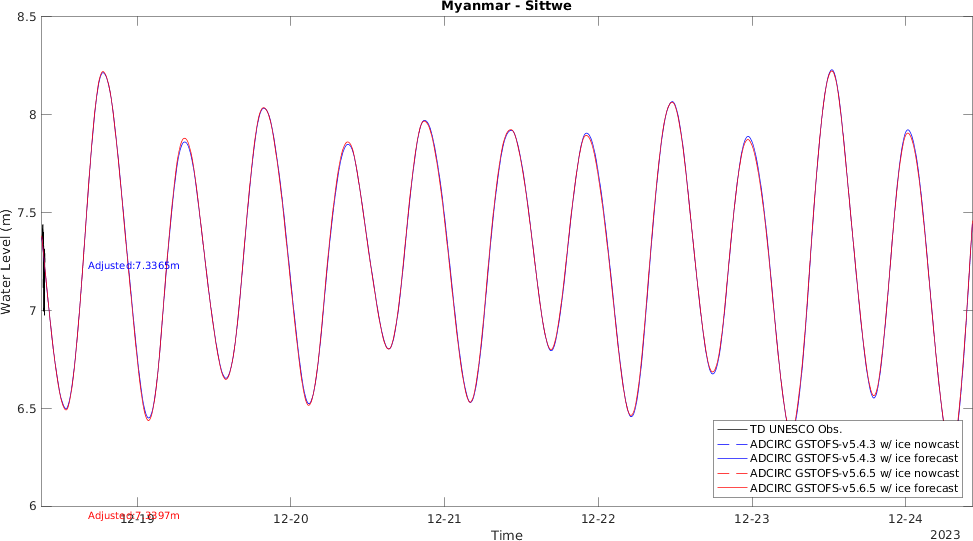 Myanmar - Sittwe
8.5
8
7.5
7
6.5
6
Water Level (m)
Adjusted:7.3365m
Adjusted:7.3397m
TD UNESCO Obs.
ADCIRC GSTOFS-v5.4.3 w/ ice nowcast
ADCIRC GSTOFS-v5.4.3 w/ ice forecast
ADCIRC GSTOFS-v5.6.5 w/ ice nowcast
ADCIRC GSTOFS-v5.6.5 w/ ice forecast
12-19
12-20
12-21
12-22
12-23
12-24
Time
2023